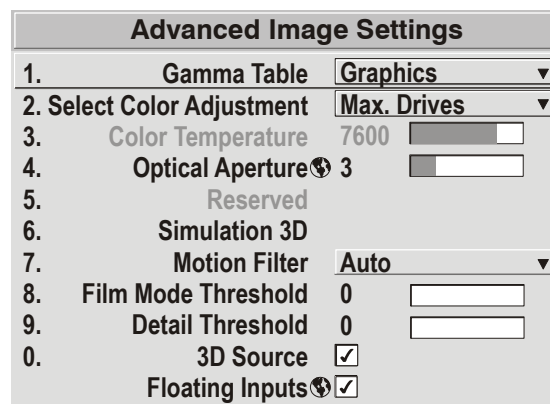 Advanced Image Settings
1. Gamma Table Graphics
2. Select Color Adjustment Max. Drives
3. Color Temperature 7600
4. Optical Aperture 3
5. Reserved
6. Simulation 3D
7. Motion Filter Auto
8. Film Mode Threshold 0
9. Detail Threshold 0
0. 3D Source
Floating Inputs